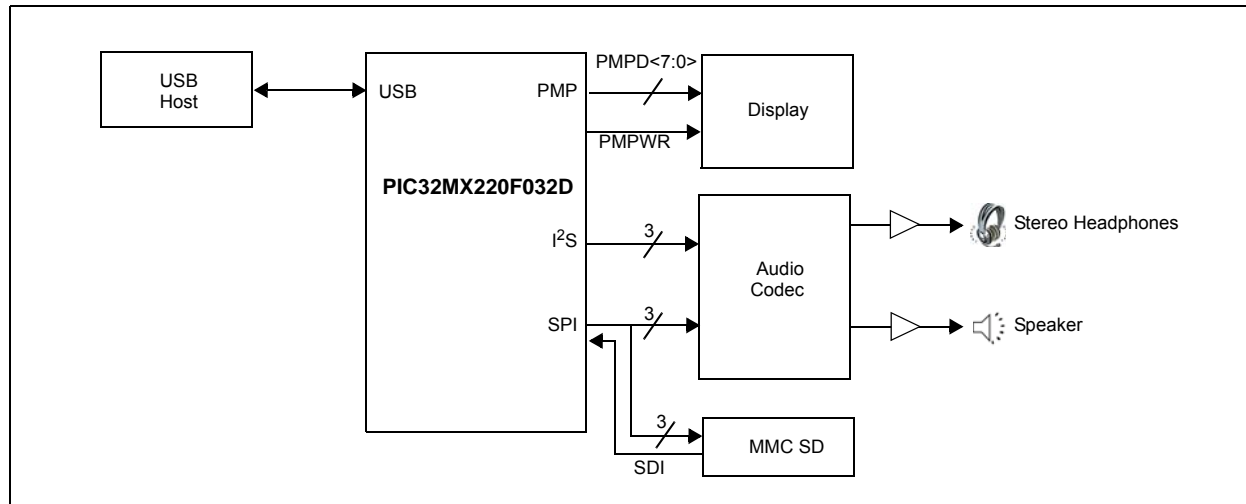 USB
Host
USB
PMP
PMPD<7:0>
PMPWR
Display
PIC32MX220F032D
I²S
3
Audio
Codec
Stereo Headphones
SPI
3
Speaker
3
SDI
MMC SD